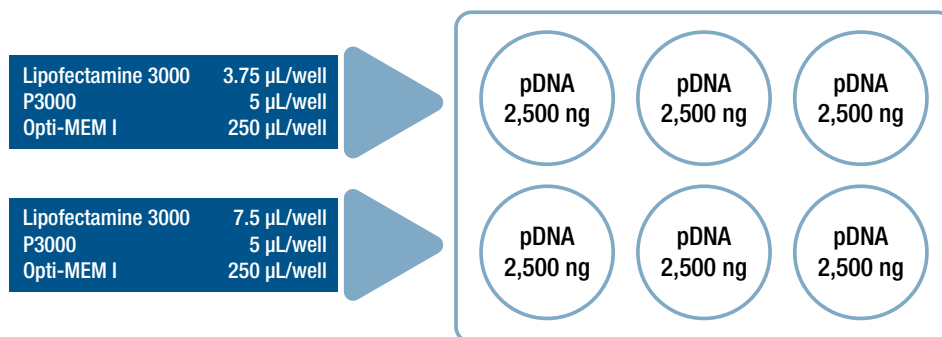 Lipofectamine 3000 3.75 µL/well
P3000 5 µL/well
Opti-MEM I 250 µL/well
pDNA
2,500 ng
pDNA
2,500 ng
pDNA
2,500 ng
Lipofectamine 3000 7.5 µL/well
P3000 5 µL/well
Opti-MEM I 250 µL/well
pDNA
2,500 ng
pDNA
2,500 ng
pDNA
2,500 ng